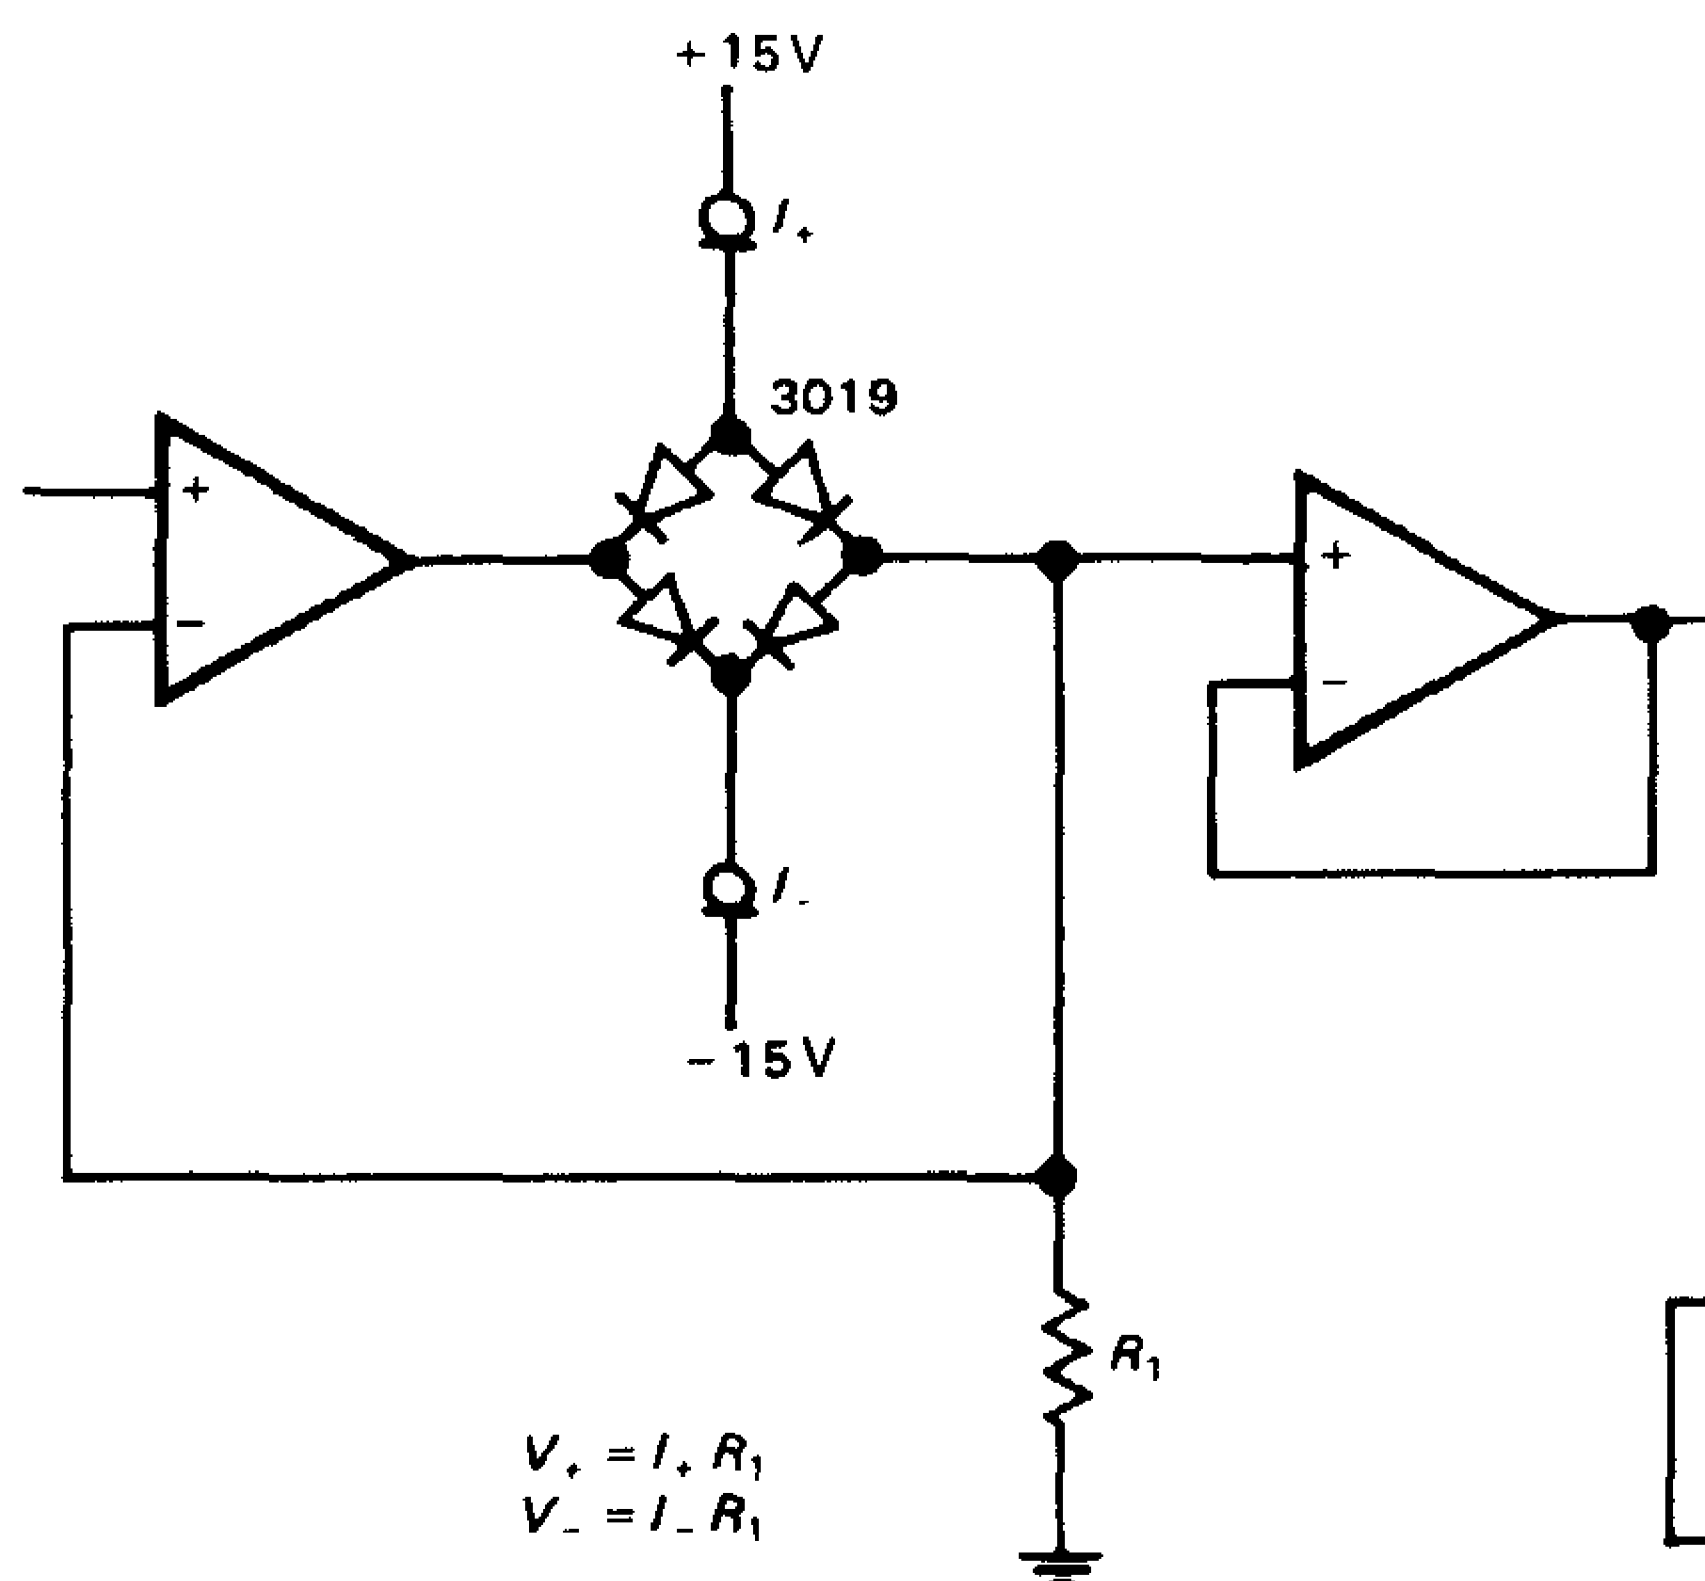 +15V
I+
3019
+
−
+
−
I-
−15V
R1
V+ = I+ R1
V− = I− R1